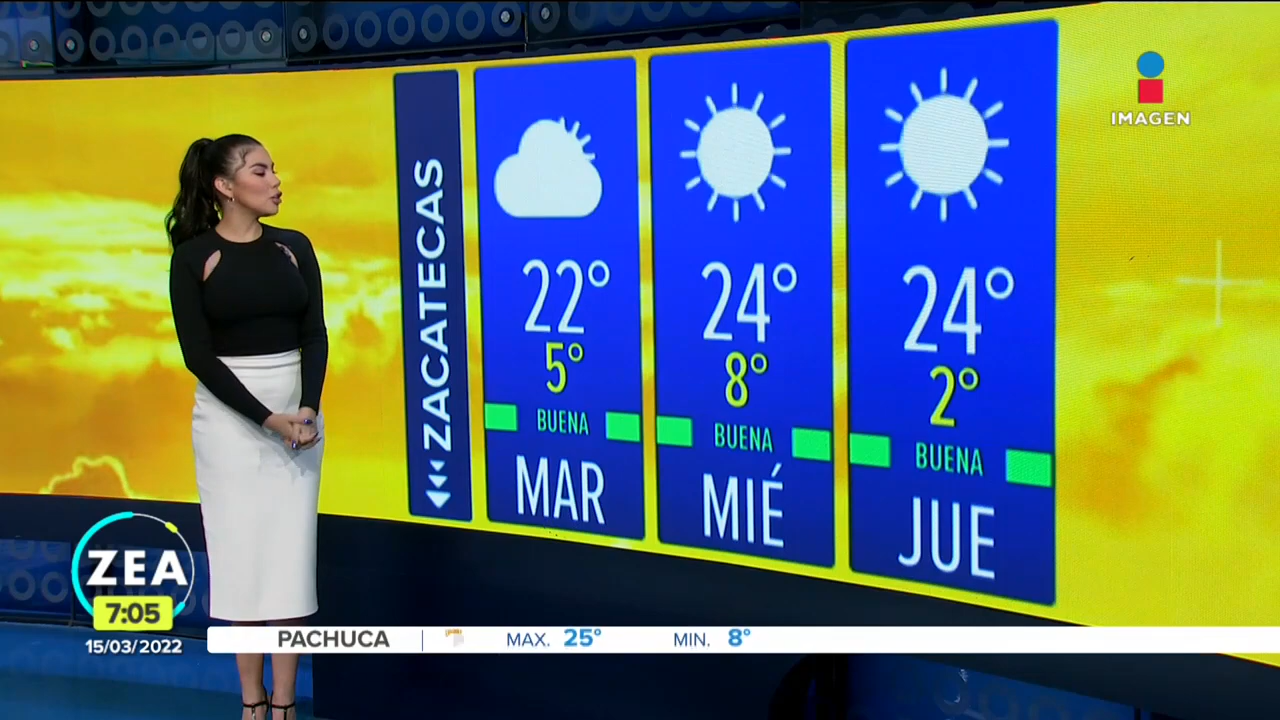 IMAGEN
ZACATECAS
22°
5°
BUENA
MAR
24°
8°
BUENA
MIÉ
24°
2°
BUENA
JUE
ZEA
7:05
15/03/2022
PACHUCA MAX. 25° MIN. 8°